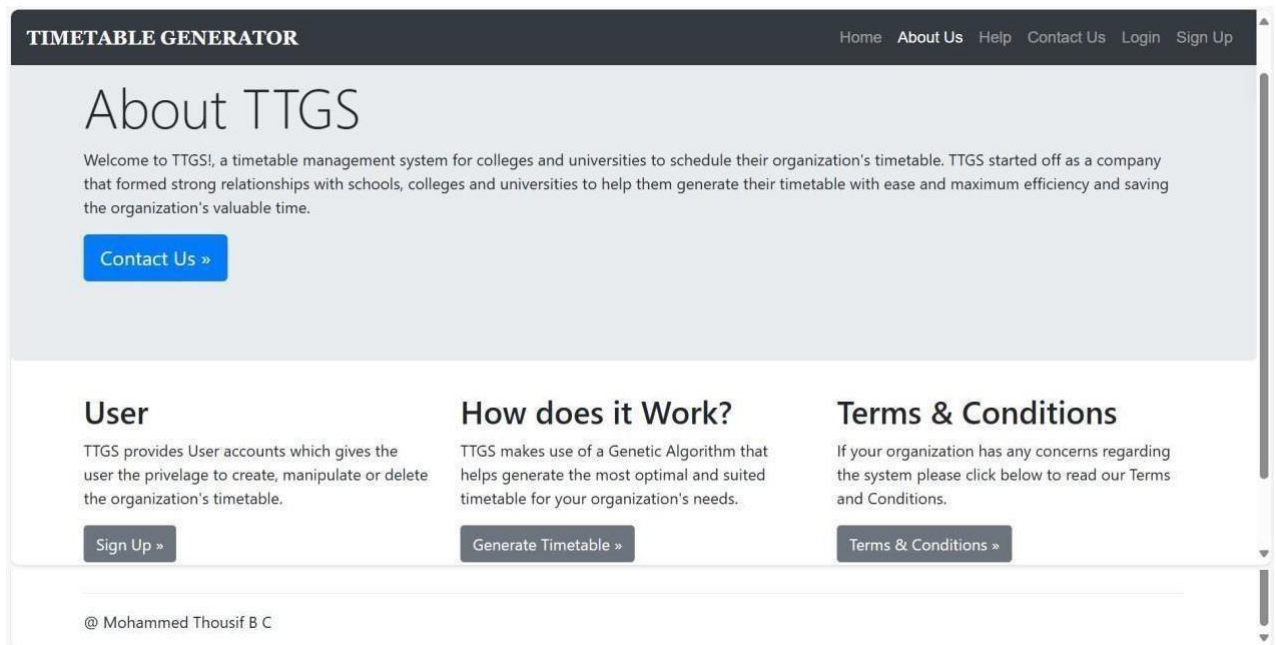 TIMETABLE GENERATOR
Home About Us Help Contact Us Login Sign Up
About TTGS
Welcome to TTGS!, a timetable management system for colleges and universities to schedule their organization's timetable. TTGS started off as a company
that formed strong relationships with schools, colleges and universities to help them generate their timetable with ease and maximum efficiency and saving
the organization's valuable time.
Contact Us »
User
TTGS provides User accounts which gives the
user the privelage to create, manipulate or delete
the organization's timetable.
Sign Up »
How does it Work?
TTGS makes use of a Genetic Algorithm that
helps generate the most optimal and suited
timetable for your organization's needs.
Generate Timetable »
Terms & Conditions
If your organization has any concerns regarding
the system please click below to read our Terms
and Conditions.
Terms & Conditions »
@ Mohammed Thousif B C